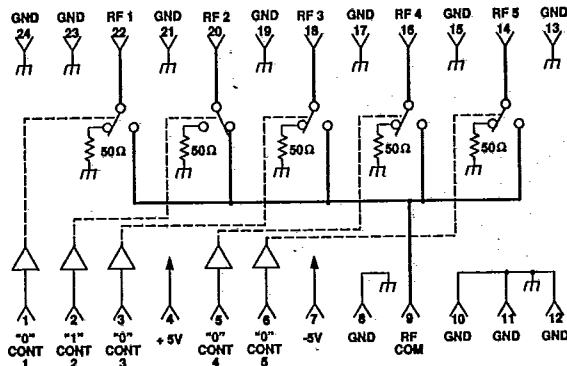 GND GND RF 1 GND RF 2 GND RF 3 GND RF 4 GND RF 5 GND
24 23 22 21 20 19 18 17 16 15 14 13
50Ω 50Ω 50Ω 50Ω 50Ω
1 2 3 4 5 6 7 8 9 10 11 12
"0" "1" "0" + 5V "0" "0" -5V GND RF GND GND GND
CONT CONT CONT CONT CONT COM
1 2 3 4 5